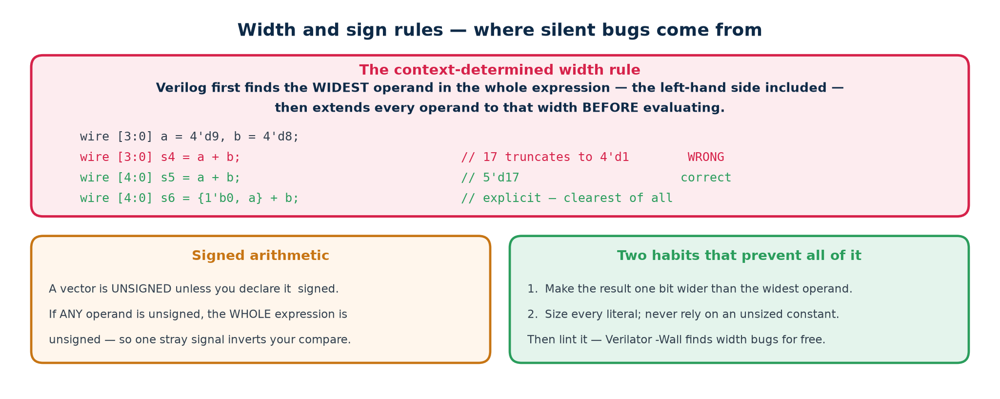 Width and sign rules — where silent bugs come from
The context-determined width rule
Verilog first finds the WIDEST operand in the whole expression — the left-hand side included —
then extends every operand to that width BEFORE evaluating.
wire [3:0] a = 4'd9, b = 4'd8;
wire [3:0] s4 = a + b; // 17 truncates to 4'd1 WRONG
wire [4:0] s5 = a + b; // 5'd17 correct
wire [4:0] s6 = {1'b0, a} + b; // explicit — clearest of all
Signed arithmetic
A vector is UNSIGNED unless you declare it signed.
If ANY operand is unsigned, the WHOLE expression is
unsigned — so one stray signal inverts your compare.
Two habits that prevent all of it
1. Make the result one bit wider than the widest operand.
2. Size every literal; never rely on an unsized constant.
Then lint it — Verilator -Wall finds width bugs for free.